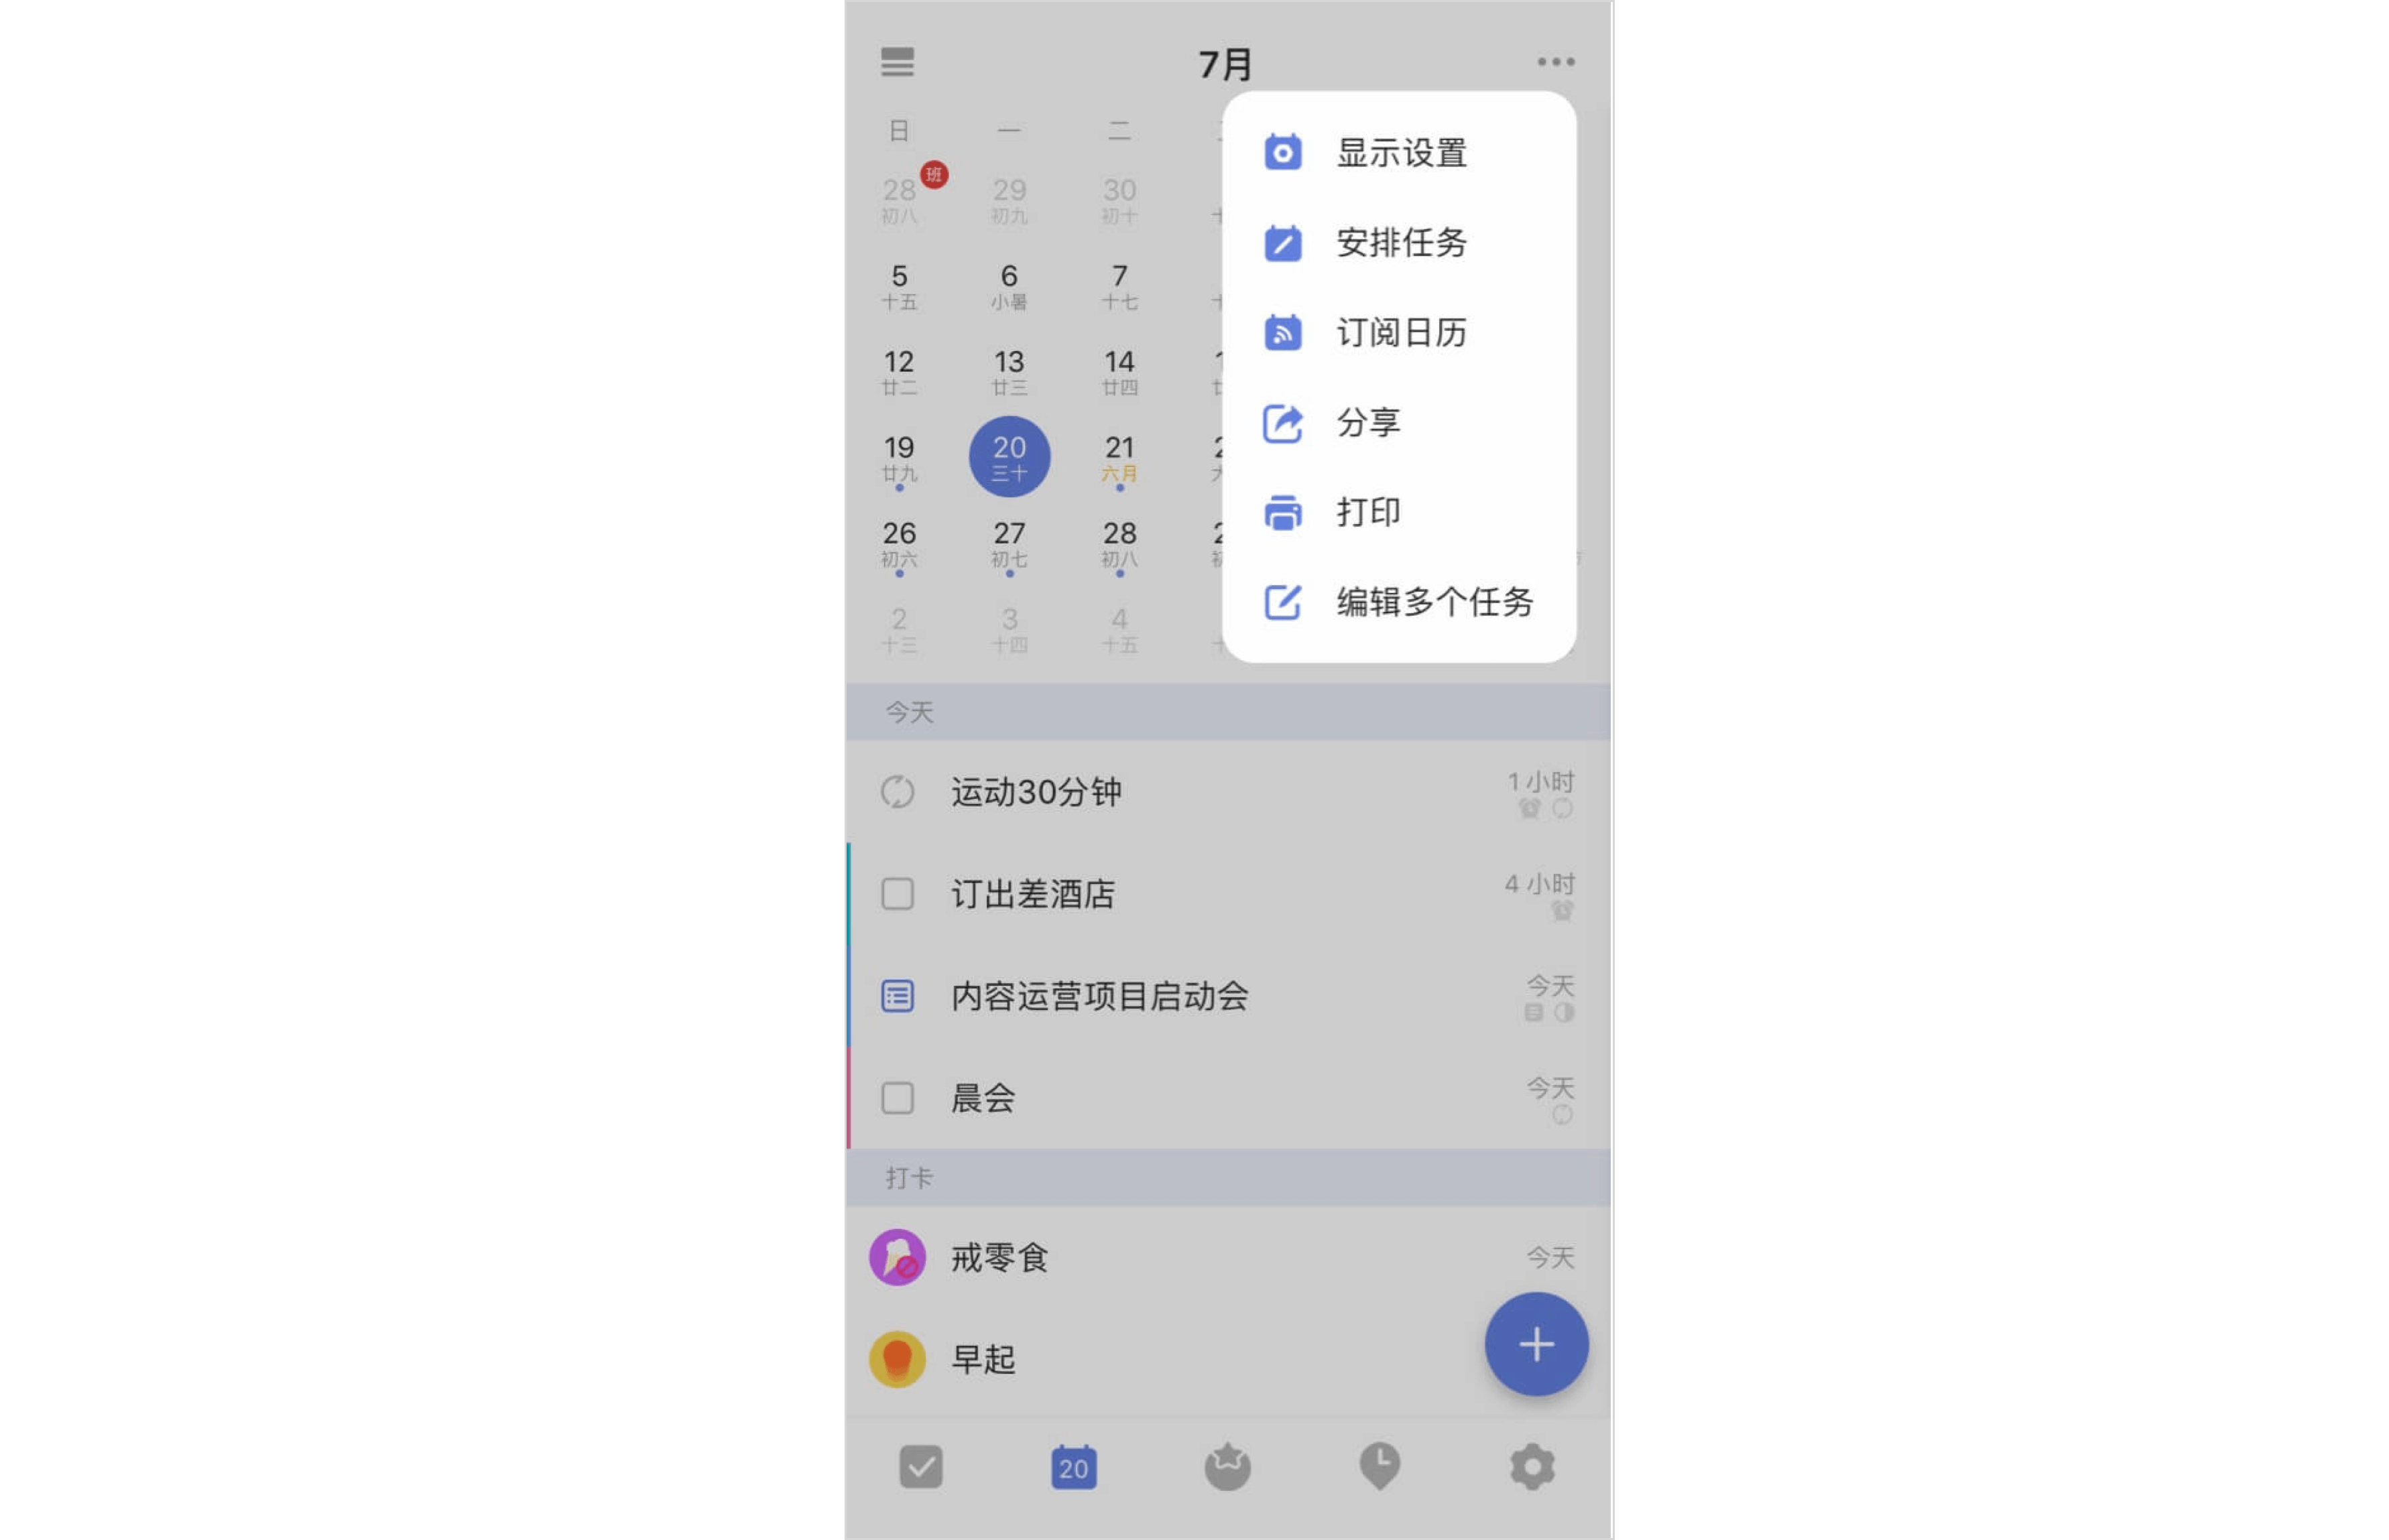 7月
日 一 二
28 班 29 30
初八 初九 初十
5 6 7
十五 小暑 十七
12 13 14
廿二 廿三 廿四
19 20 21
廿九 三十 六月
26 27 28
初六 初七 初八
2 3 4
十三 十四 十五
显示设置
安排任务
订阅日历
分享
打印
编辑多个任务
今天
运动30分钟 1 小时
订出差酒店 4 小时
内容运营项目启动会 今天
晨会 今天
打卡
戒零食 今天
早起
20